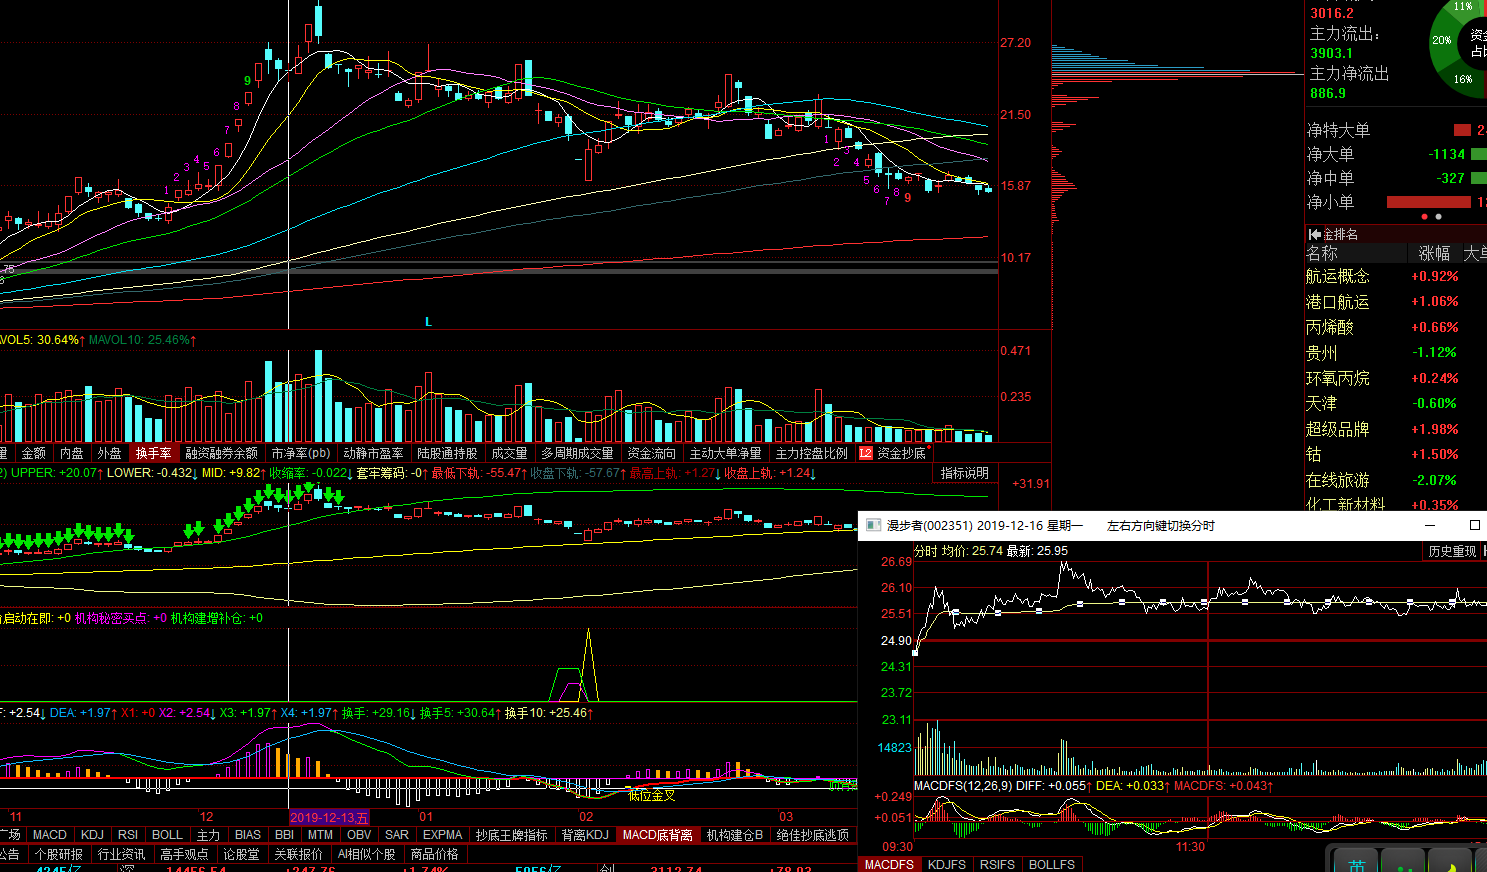 3016.2
主力流出:
3903.1
主力净流出
886.9
11%
20%
16%
资金
占比
净特大单
净大单 -1134
净中单 -327
净小单
金排名
名称 涨幅 大单
航运概念 +0.92%
港口航运 +1.06%
丙烯酸 +0.66%
贵州 -1.12%
环氧丙烷 +0.24%
天津 -0.60%
超级品牌 +1.98%
钴 +1.50%
在线旅游 -2.07%
化工新材料 +0.35%
27.20
21.50
15.87
10.17
1 2 3 4 5 6 7 8 9
1 2 3 4 5 6 7 8 9
.75
L
VOL5: 30.64%↑ MAVOL10: 25.46%↑
0.471
0.235
量 金额 内盘 外盘 换手率 融资融券余额 市净率(pb) 动静市盈率 陆股通持股 成交量 多周期成交量 资金流向 主动大单净量 主力控盘比例 L2 资金抄底
2) UPPER: +20.07↑ LOWER: -0.432↓ MID: +9.82↑ 收缩率: -0.022↓ 套牢筹码: -0↑ 最低下轨: -55.47↑ 收盘下轨: -57.67↑ 最高上轨: +1.27↓ 收盘上轨: +1.24↓
指标说明
+31.91
启动在即: +0 机构秘密买点: +0 机构建增补仓: +0
F: +2.54↓ DEA: +1.97↑ X1: +0 X2: +2.54↓ X3: +1.97↑ X4: +1.97↑ 换手: +29.16↓ 换手5: +30.64↑ 换手10: +25.46↑
低位金叉
11 12 2019-12-13,五 01 02 03
广场 MACD KDJ RSI BOLL 主力 BIAS BBI MTM OBV SAR EXPMA 抄底王牌指标 背离KDJ MACD底背离 机构建仓B 绝佳抄底逃顶
公告 个股研报 行业资讯 高手观点 论股堂 关联报价 AI相似个股 商品价格
4345亿 深 14456.54 +247.76 +1.74% 5056亿 创 +78.03
漫步者(002351) 2019-12-16 星期一 左右方向键切换分时
分时 均价: 25.74 最新: 25.95
历史重现
26.69
26.10
25.51
24.90
24.31
23.72
23.11
14823
MACDFS(12,26,9) DIFF: +0.055↑ DEA: +0.033↑ MACDFS: +0.043↑
+0.249
+0.051
09:30 11:30
MACDFS KDJFS RSIFS BOLLFS
英